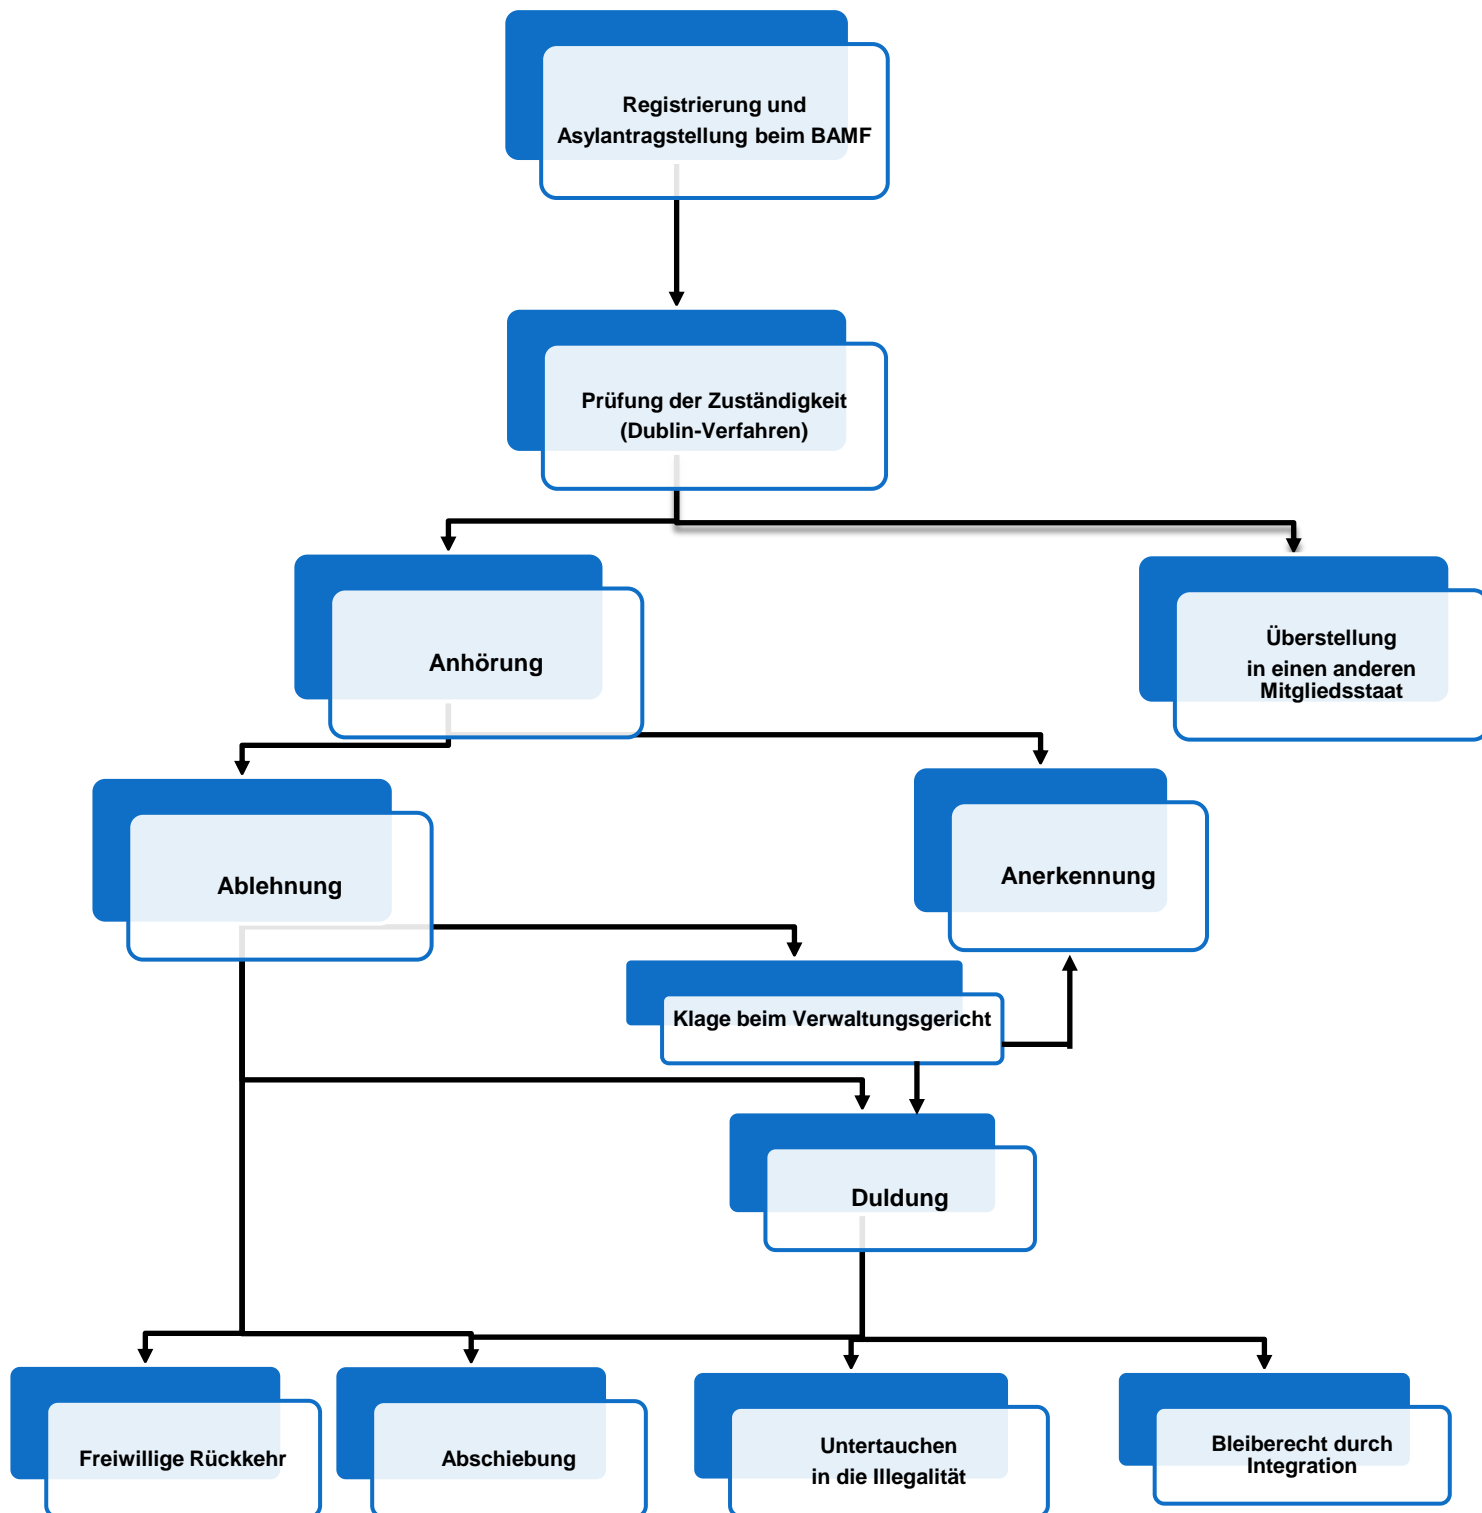 Registrierung und
Asylantragstellung beim BAMF
Prüfung der Zuständigkeit
(Dublin-Verfahren)
Anhörung
Überstellung
in einen anderen
Mitgliedsstaat
Ablehnung
Anerkennung
Klage beim Verwaltungsgericht
Duldung
Freiwillige Rückkehr
Abschiebung
Untertauchen
in die Illegalität
Bleiberecht durch
Integration